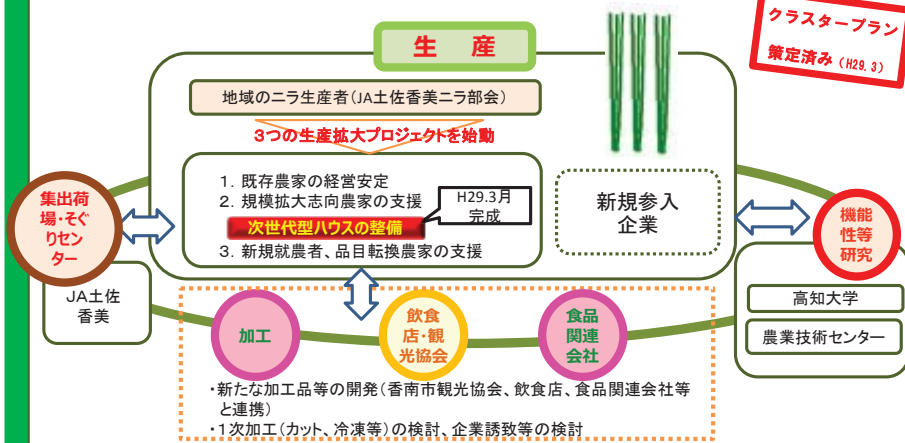 クラスタープラン
策定済み（H29.3）
生　産
地域のニラ生産者（JA土佐香美ニラ部会）
３つの生産拡大プロジェクトを始動
1．既存農家の経営安定
2．規模拡大志向農家の支援
次世代型ハウスの整備
H29.3月
完成
3．新規就農者、品目転換農家の支援
新規参入
企業
集出荷
場・そぐ
りセン
ター
JA土佐
香美
機能
性等
研究
高知大学
農業技術センター
加工
飲食
店・観
光協会
食品
関連
会社
・新たな加工品等の開発（香南市観光協会、飲食店、食品関連会社等
と連携）
・１次加工（カット、冷凍等）の検討、企業誘致等の検討